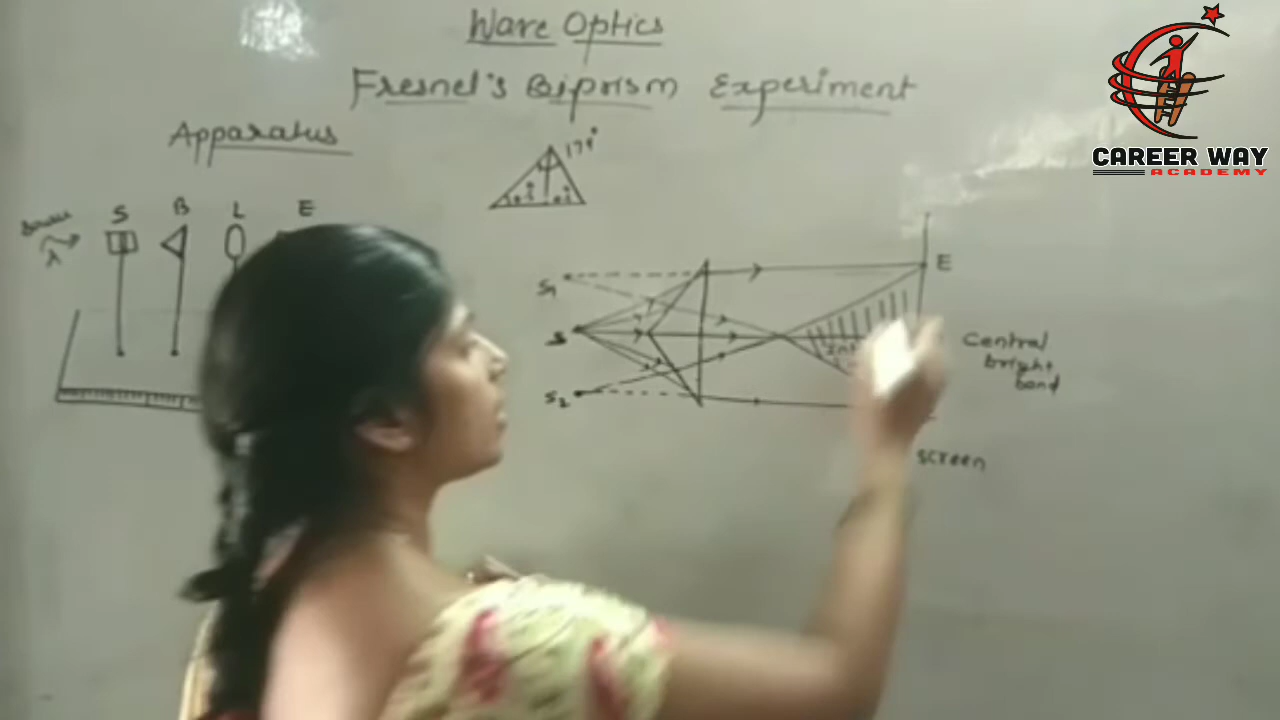 Wave Optics
Fresnel's Biprism Experiment
Apparatus
179°
S B L E
λ
S1
S
S2
E
Central
bright
band
screen
CAREER WAY
ACADEMY